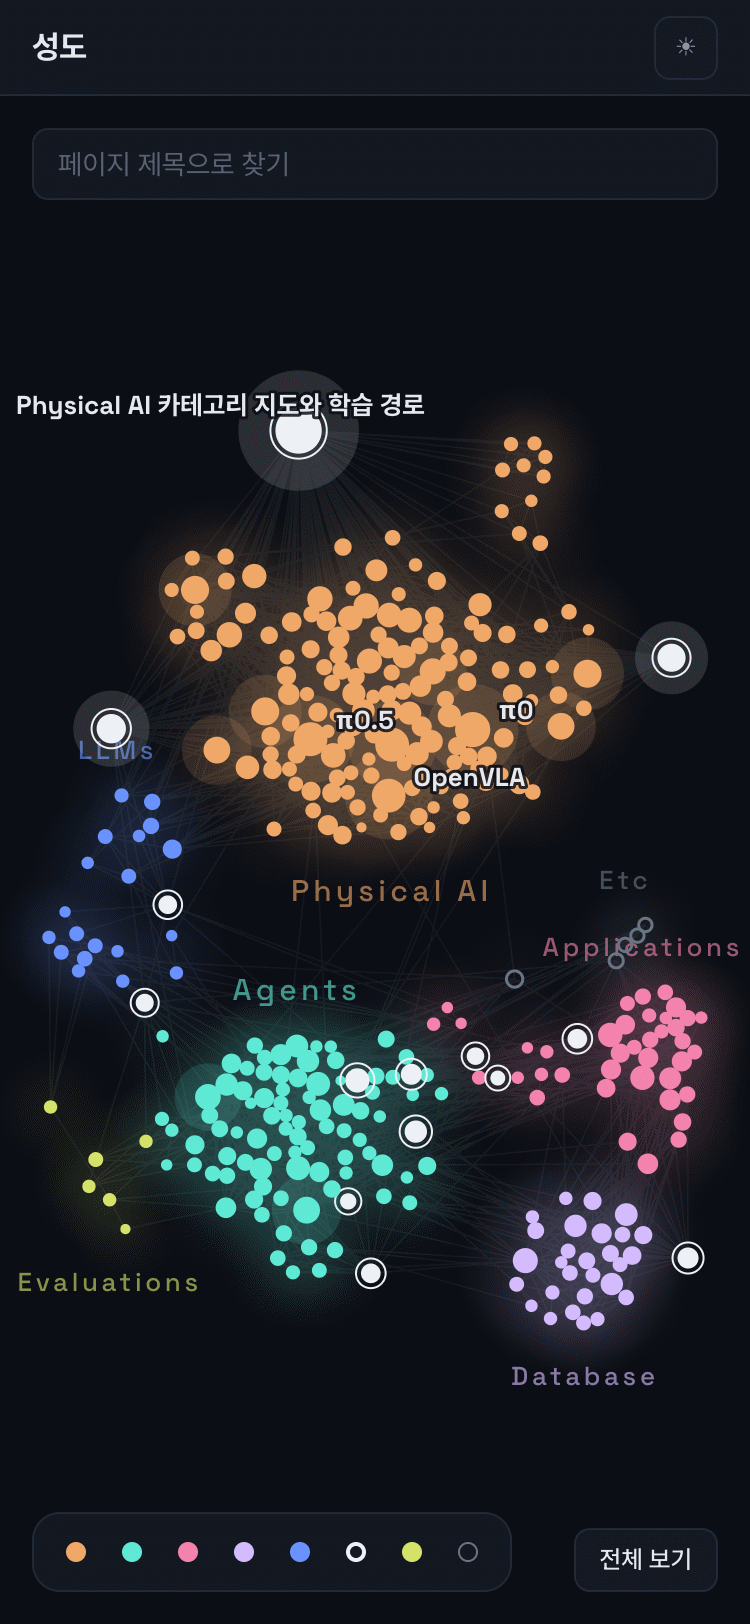 성도
☀
페이지 제목으로 찾기
Physical AI 카테고리 지도와 학습 경로
π0.5
π0
LLMs
OpenVLA
Physical AI
Etc
Applications
Agents
Evaluations
Database
전체 보기